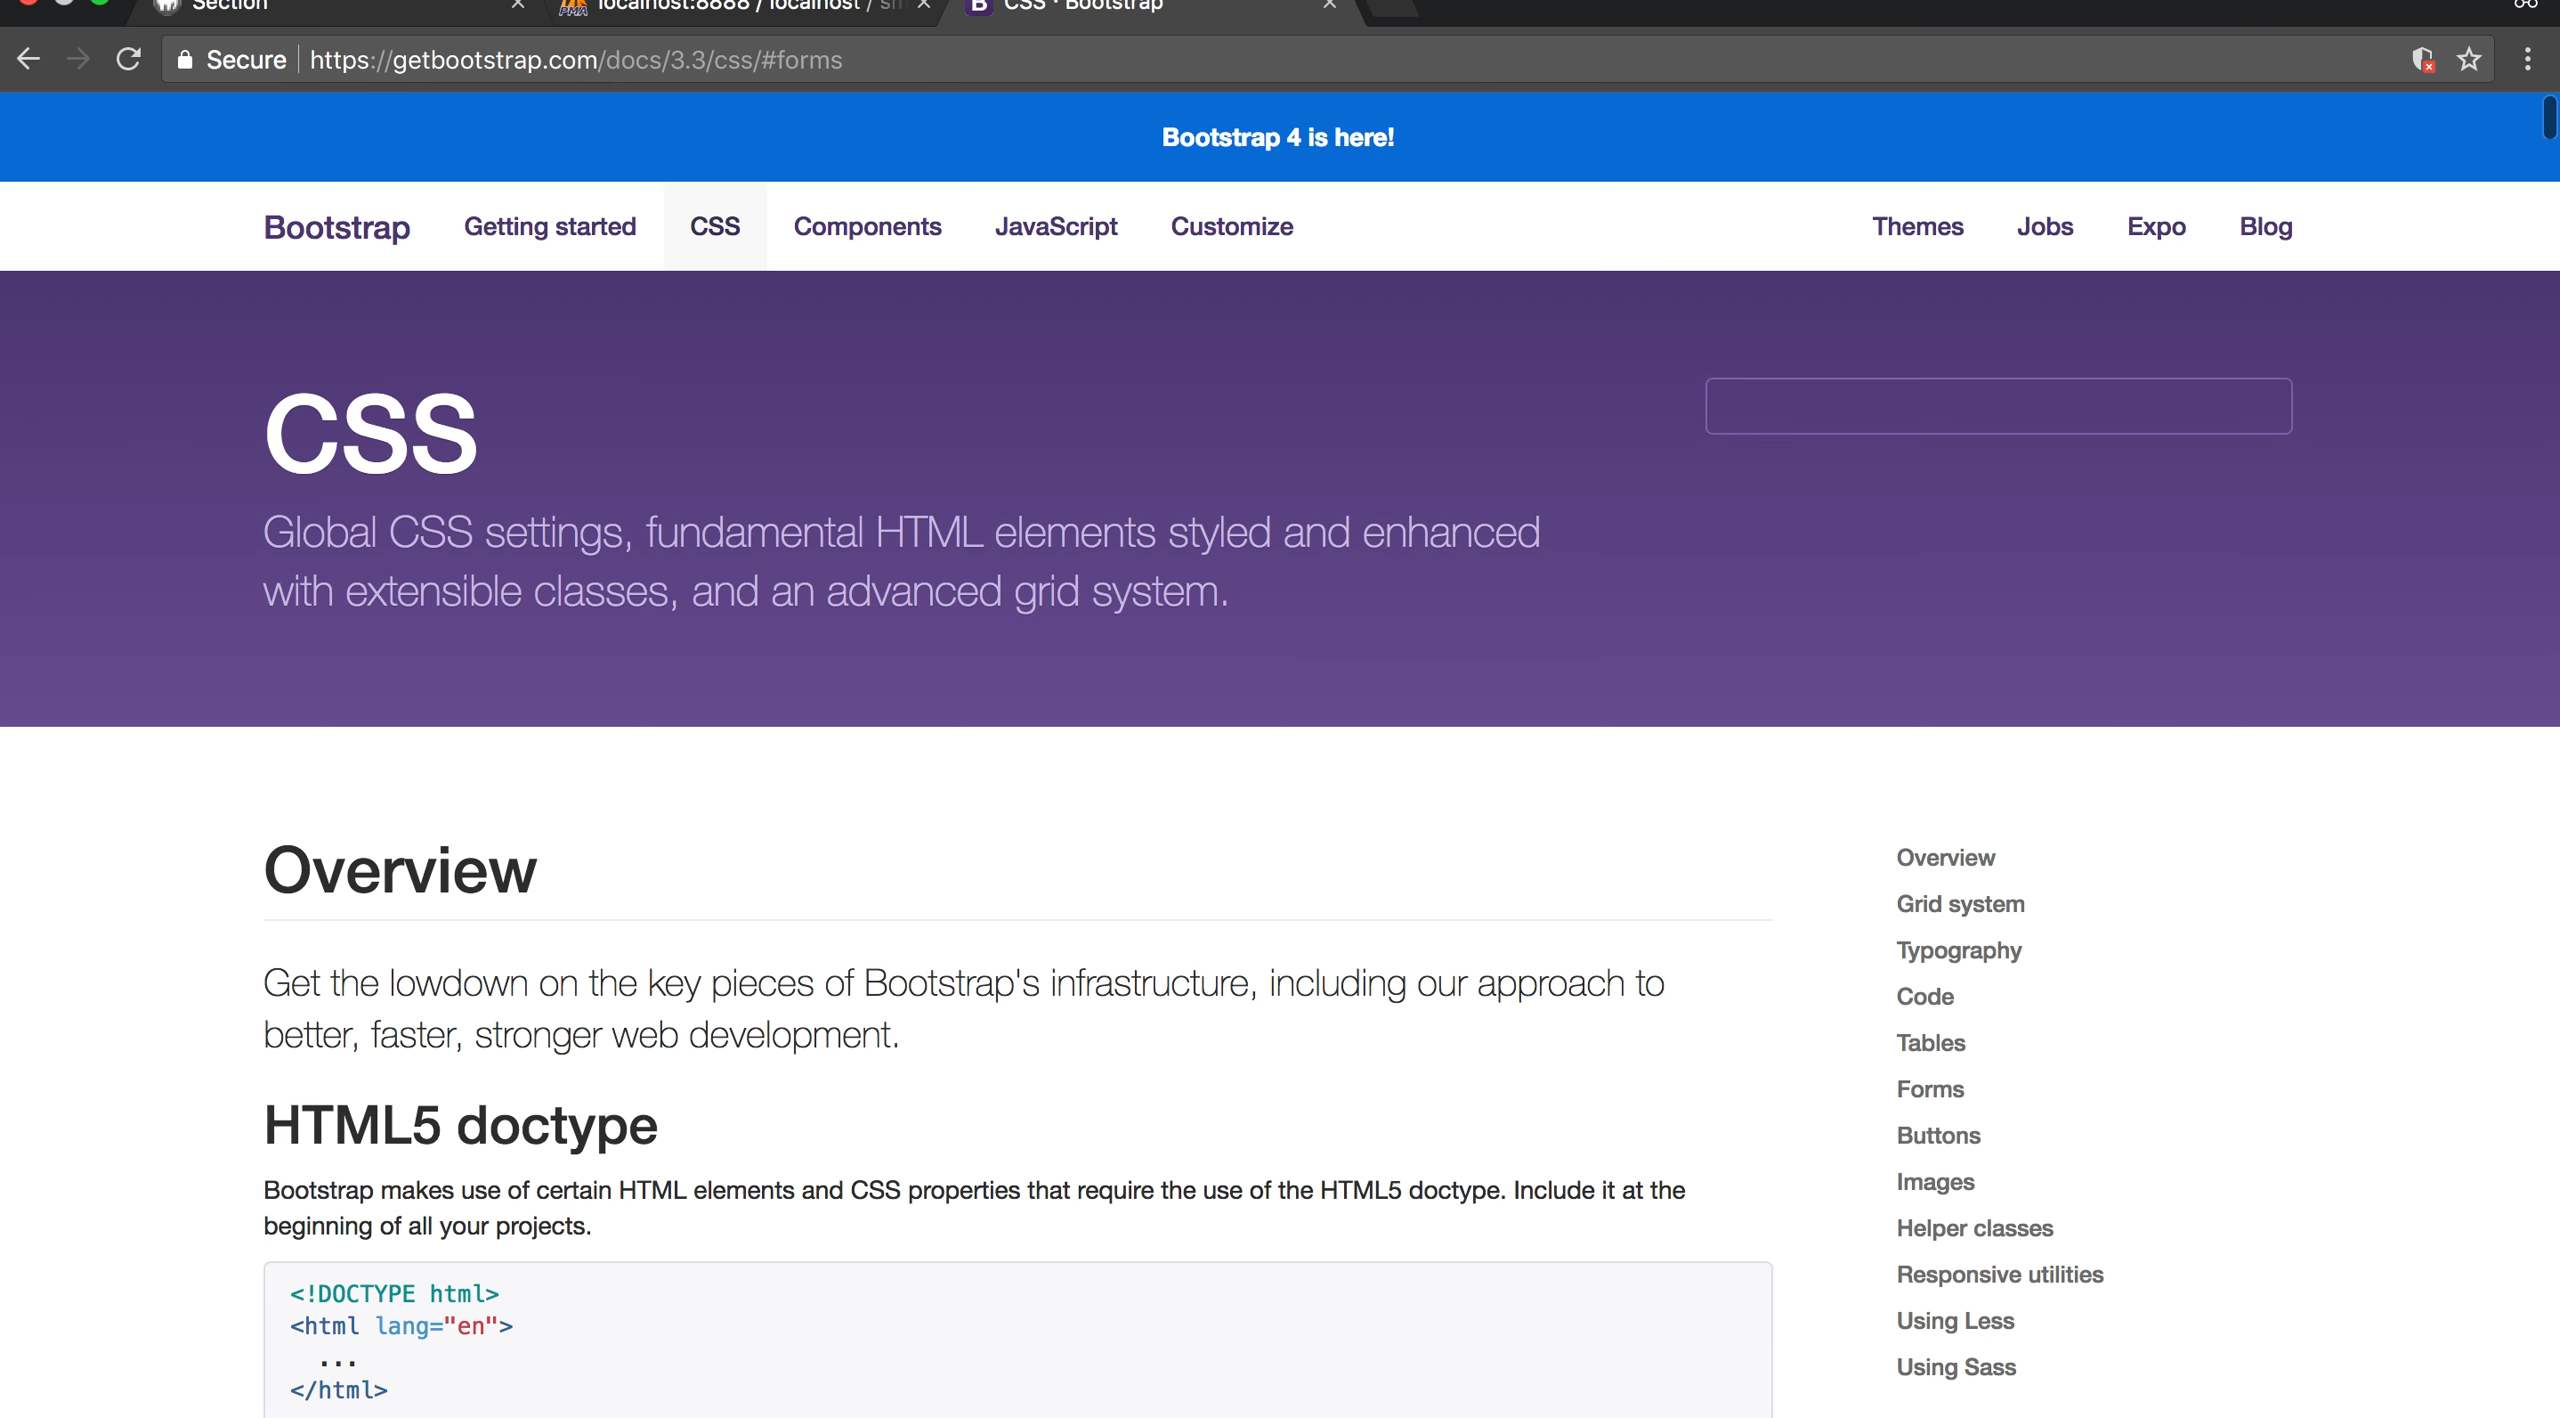 Section
localhost:8888 / localhost / sm
CSS · Bootstrap
Secure https://getbootstrap.com/docs/3.3/css/#forms
Bootstrap 4 is here!
Bootstrap Getting started CSS Components JavaScript Customize Themes Jobs Expo Blog
CSS
Global CSS settings, fundamental HTML elements styled and enhanced
with extensible classes, and an advanced grid system.
Overview
Get the lowdown on the key pieces of Bootstrap's infrastructure, including our approach to
better, faster, stronger web development.
HTML5 doctype
Bootstrap makes use of certain HTML elements and CSS properties that require the use of the HTML5 doctype. Include it at the
beginning of all your projects.
<!DOCTYPE html>
<html lang="en">
...
</html>
Overview
Grid system
Typography
Code
Tables
Forms
Buttons
Images
Helper classes
Responsive utilities
Using Less
Using Sass